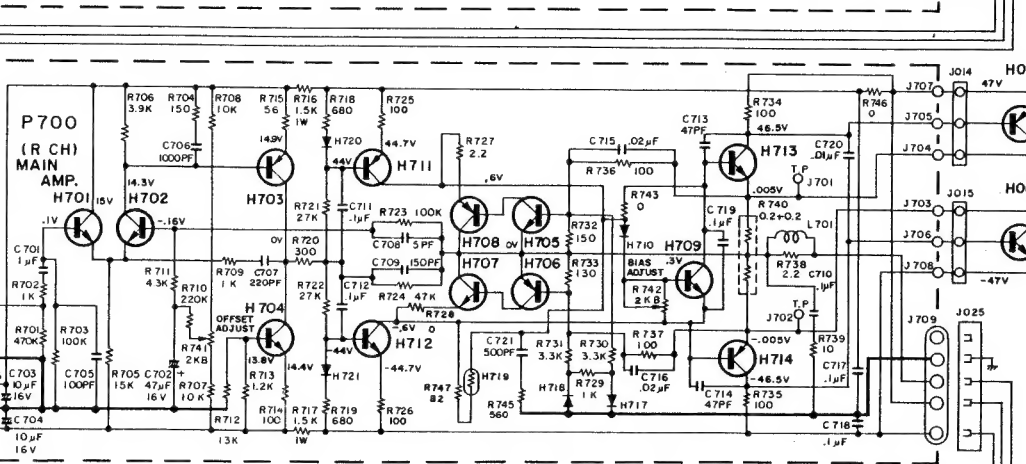 P700
(R CH)
MAIN
AMP.
H701
15V
.1V
C701
1µF
R702
1K
R701
470K
R703
100K
C703
10µF
16V
C704
10µF
16V
C705
100PF
R705
15K
R706
3.9K
R704
150
R708
10K
C706
1000PF
14.3V
H702
-.16V
R711
4.3K
R710
220K
R741
2KB
C702
47µF
16V
R707
10K
R712
13K
R709
1K
C707
220PF
OFFSET
ADJUST
R713
1.2K
13.8V
R715
56
14.9V
H703
0V
R720
300
H704
14.4V
R714
100
R716
1.5K
1W
R717
1.5K
1W
R718
680
H720
44V
R721
27K
R722
27K
-44V
H721
R719
680
C711
.1µF
C712
.1µF
R725
100
44.7V
H711
R723 100K
C708 5PF
C709 150PF
R724 47K
R728
0
-.6V
H712
-44.7V
R726
100
R727
2.2
.6V
H708
H707
0V
H705
H706
R747
82
H719
C721
500PF
R745
560
C715 .02µF
R736 100
R732
150
R733
130
R731
3.3K
R730
3.3K
R729
1K
H718
H717
R743
0
H710
BIAS
ADJUST
R742
2KB
R737
100
C716
.02µF
C713
47PF
H709
.3V
C719
.1µF
C714
47PF
R734
100
46.5V
H713
.005V
R740
0.2+0.2
T.P
J701
L701
R738
2.2
C710
.1µF
T.P
J702
-.005V
H714
-46.5V
R735
100
R739
10
C717
.1µF
C718
.1µF
C720
.01µF
R746
0
J707
J705
J704
J703
J706
J708
J709
J014
47V
J015
-47V
J025
HO
HO